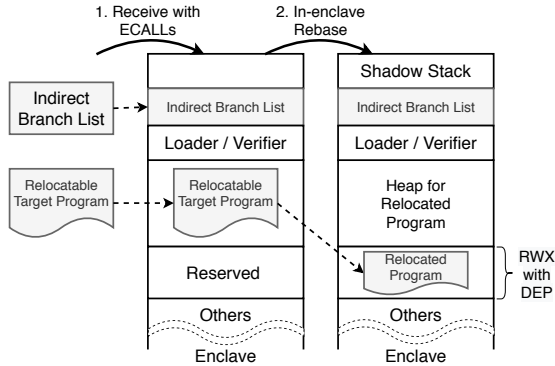 1. Receive with
ECALLs
2. In-enclave
Rebase
Indirect
Branch List
Relocatable
Target Program
Indirect Branch List
Loader / Verifier
Relocatable
Target Program
Reserved
Others
Enclave
Shadow Stack
Indirect Branch List
Loader / Verifier
Heap for
Relocated
Program
Relocated
Program
Others
Enclave
RWX
with
DEP